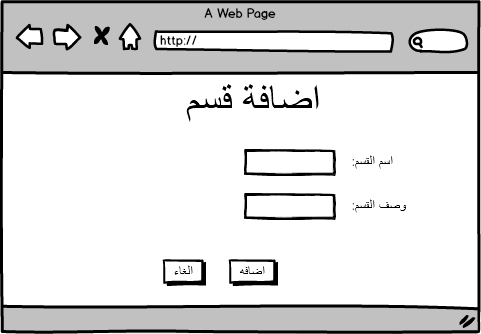 A Web Page
http://
اضافة قسم
اسم القسم:
وصف القسم:
اضافه
الغاء